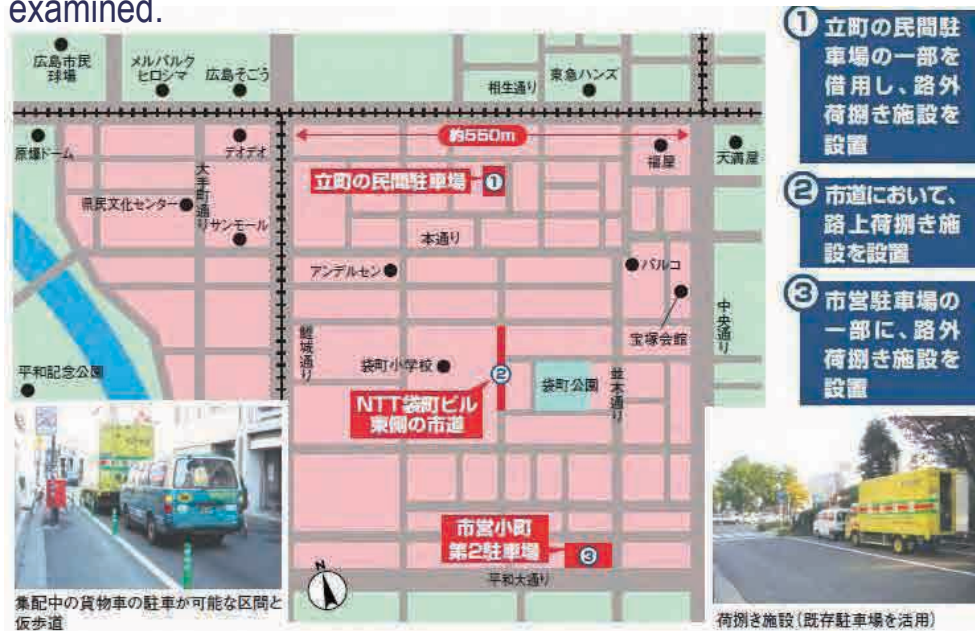 examined.
広島市民
球場
メルパルク
ヒロシマ
広島そごう
相生通り
東急ハンズ
約550m
原爆ドーム
デオデオ
大手町通り
福屋
天満屋
立町の民間駐車場
①
県民文化センター
サンモール
本通り
アンデルセン
パルコ
宝塚会館
中央通り
鯉城通り
袋町小学校
②
袋町公園
並木通り
平和記念公園
NTT袋町ビル
東側の市道
市営小町
第2駐車場
③
平和大通り
N
集配中の貨物車の駐車が可能な区間と
仮歩道
荷捌き施設(既存駐車場を活用)
① 立町の民間駐
車場の一部を
借用し、路外
荷捌き施設を
設置
② 市道において、
路上荷捌き施
設を設置
③ 市営駐車場の
一部に、路外
荷捌き施設を
設置